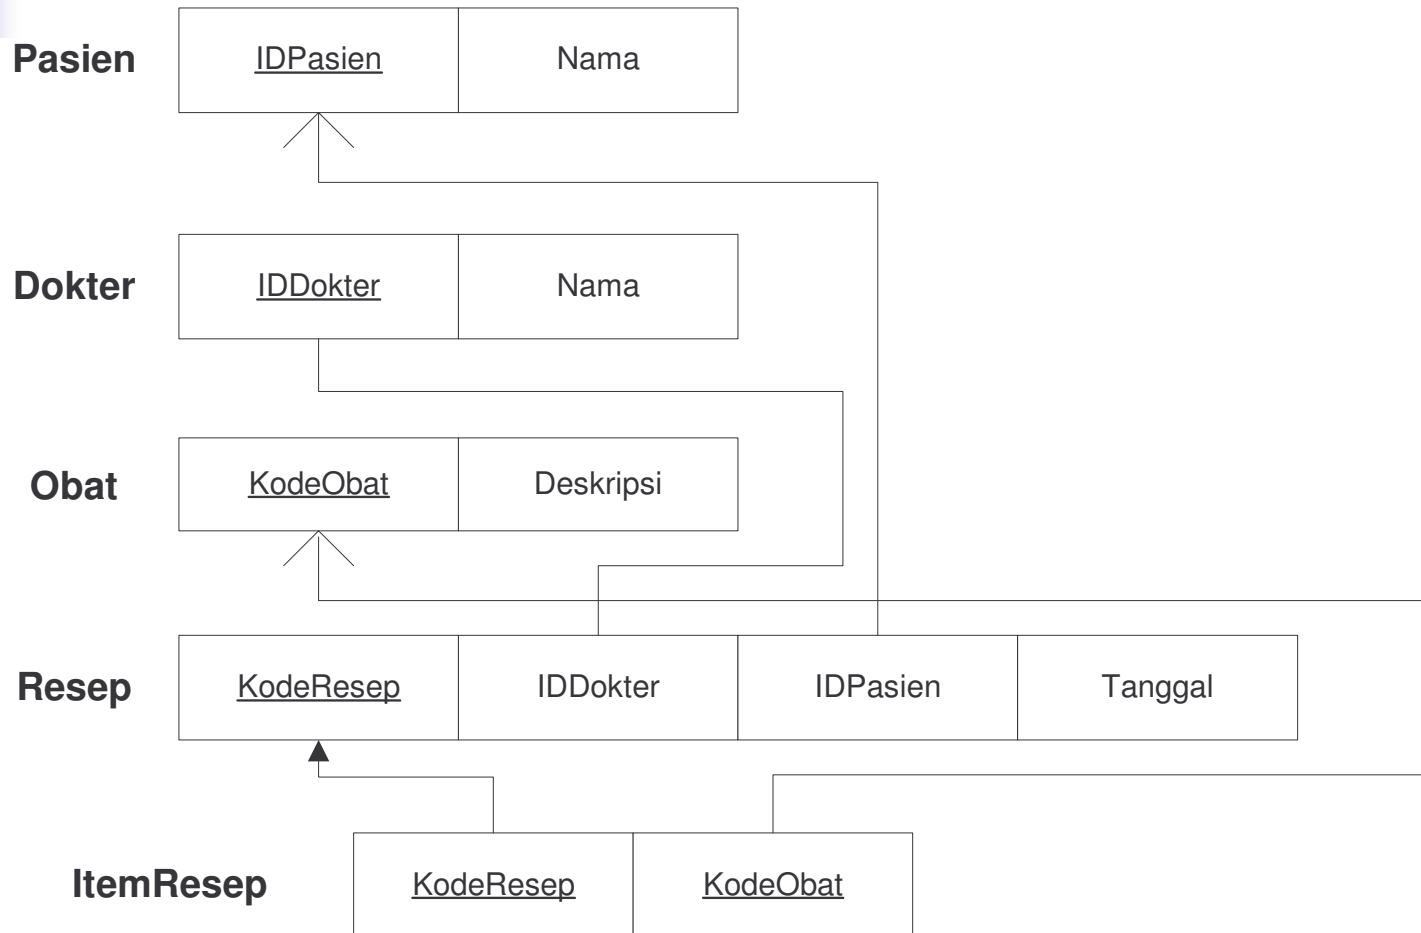 Pasien IDPasien Nama
Dokter IDDokter Nama
Obat KodeObat Deskripsi
Resep KodeResep IDDokter IDPasien Tanggal
ItemResep KodeResep KodeObat